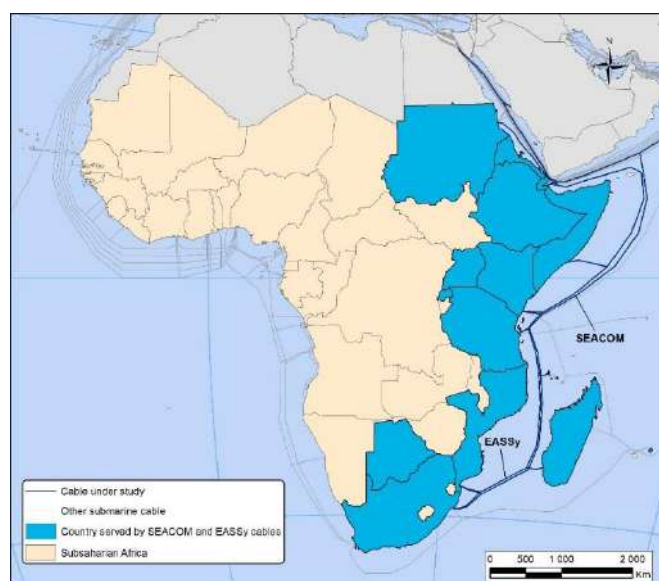 N
SEACOM
EASSy
Cable under study
Other submarine cable
Country served by SEACOM and EASSy cables
Subsaharian Africa
0 500 1 000 2 000
Km